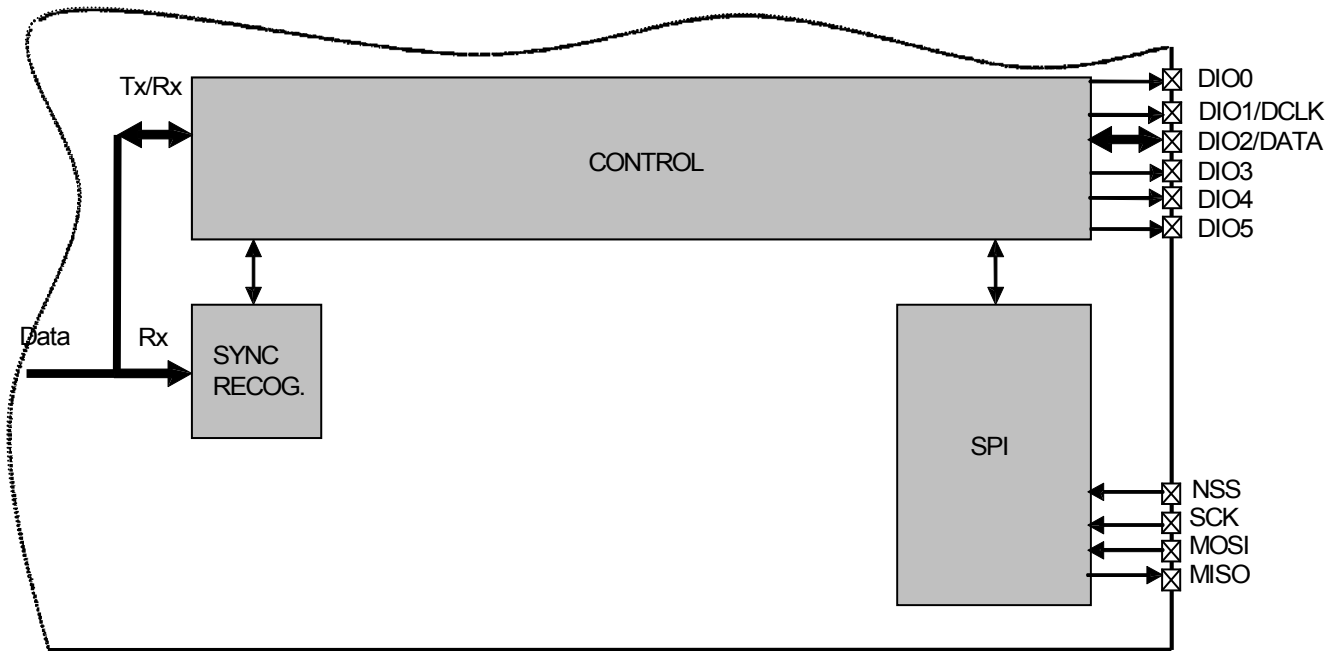 Tx/Rx
CONTROL
DIO0
DIO1/DCLK
DIO2/DATA
DIO3
DIO4
DIO5
Data
Rx
SYNC
RECOG.
SPI
NSS
SCK
MOSI
MISO